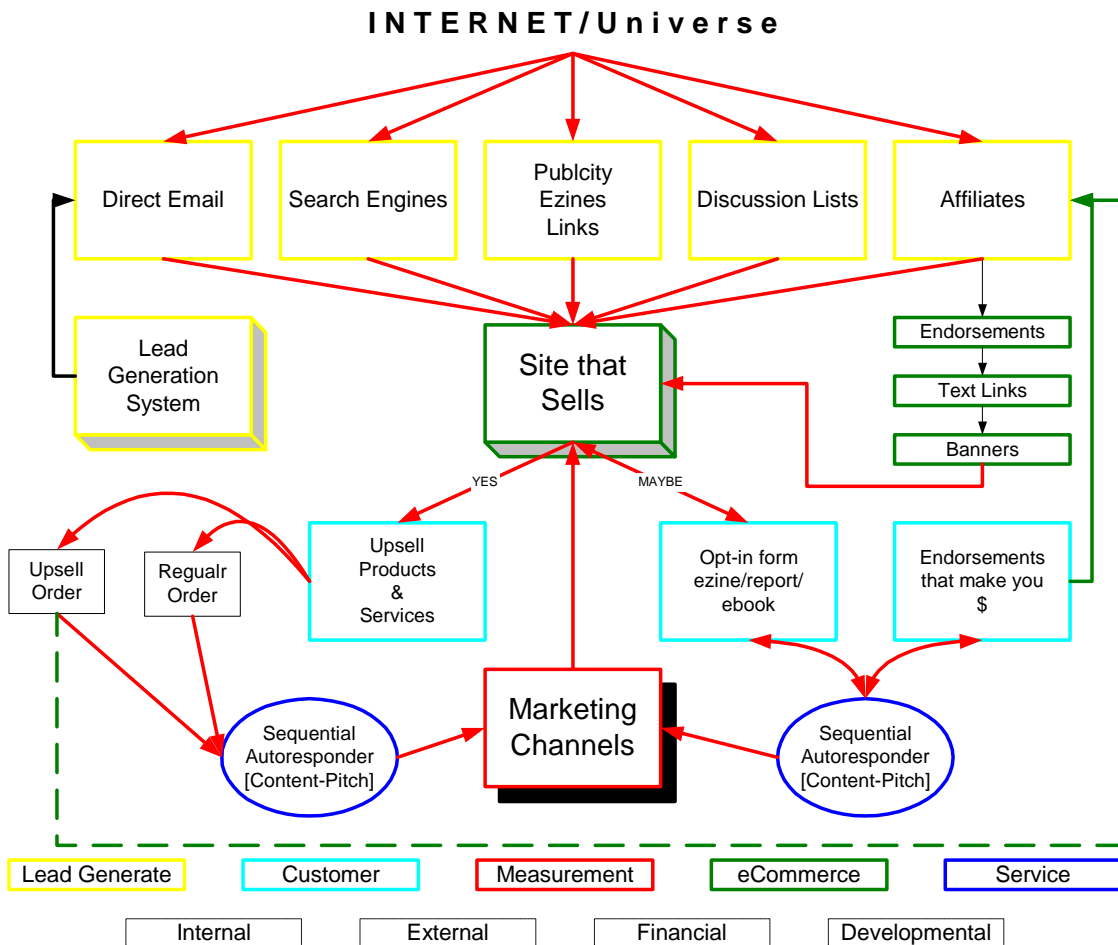 INTERNET/Universe
Direct Email
Search Engines
Publcity
Ezines
Links
Discussion Lists
Affiliates
Lead
Generation
System
Site that
Sells
Endorsements
Text Links
Banners
YES
MAYBE
Upsell
Order
Regualr
Order
Upsell
Products
&
Services
Opt-in form
ezine/report/
ebook
Endorsements
that make you
$
Sequential
Autoresponder
[Content-Pitch]
Marketing
Channels
Sequential
Autoresponder
[Content-Pitch]
Lead Generate
Customer
Measurement
eCommerce
Service
Internal
External
Financial
Developmental